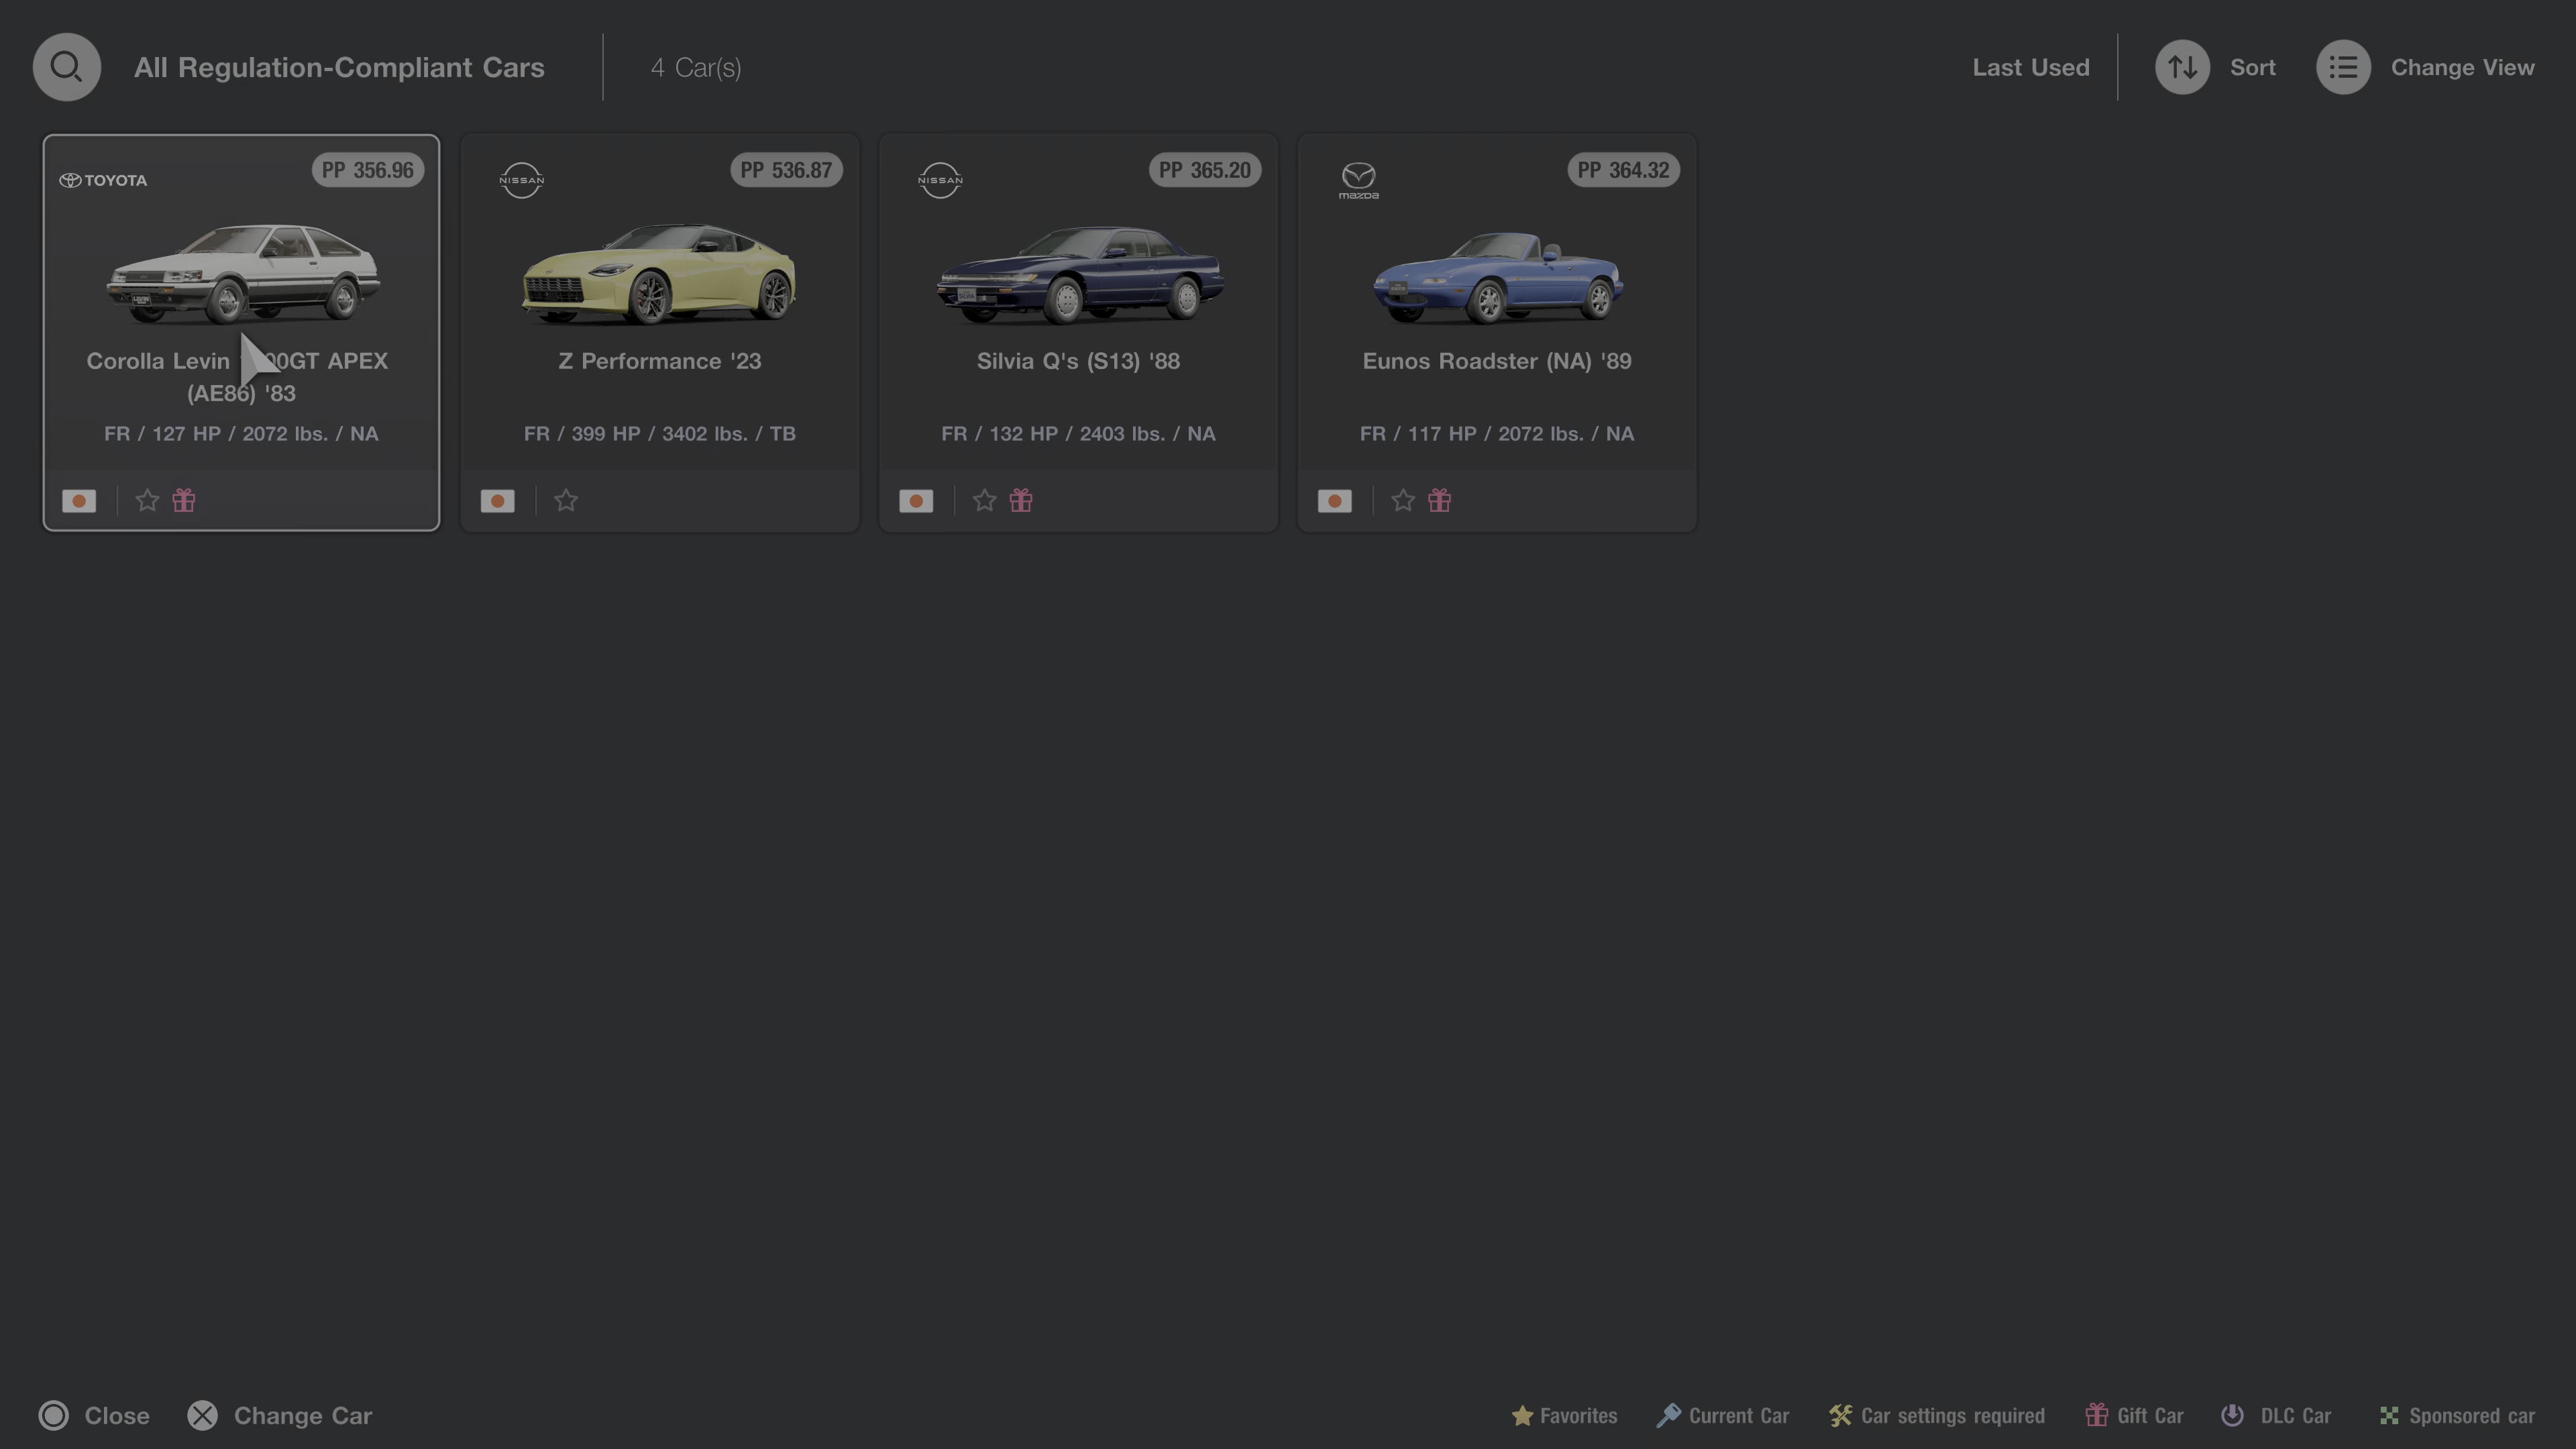 All Regulation-Compliant Cars
4 Car(s)
Last Used
Sort
Change View
TOYOTA
PP 356.96
Corolla Levin 00GT APEX
(AE86) '83
FR / 127 HP / 2072 lbs. / NA
NISSAN
PP 536.87
Z Performance '23
FR / 399 HP / 3402 lbs. / TB
NISSAN
PP 365.20
Silvia Q's (S13) '88
FR / 132 HP / 2403 lbs. / NA
mazda
PP 364.32
Eunos Roadster (NA) '89
FR / 117 HP / 2072 lbs. / NA
Close
Change Car
Favorites
Current Car
Car settings required
Gift Car
DLC Car
Sponsored car